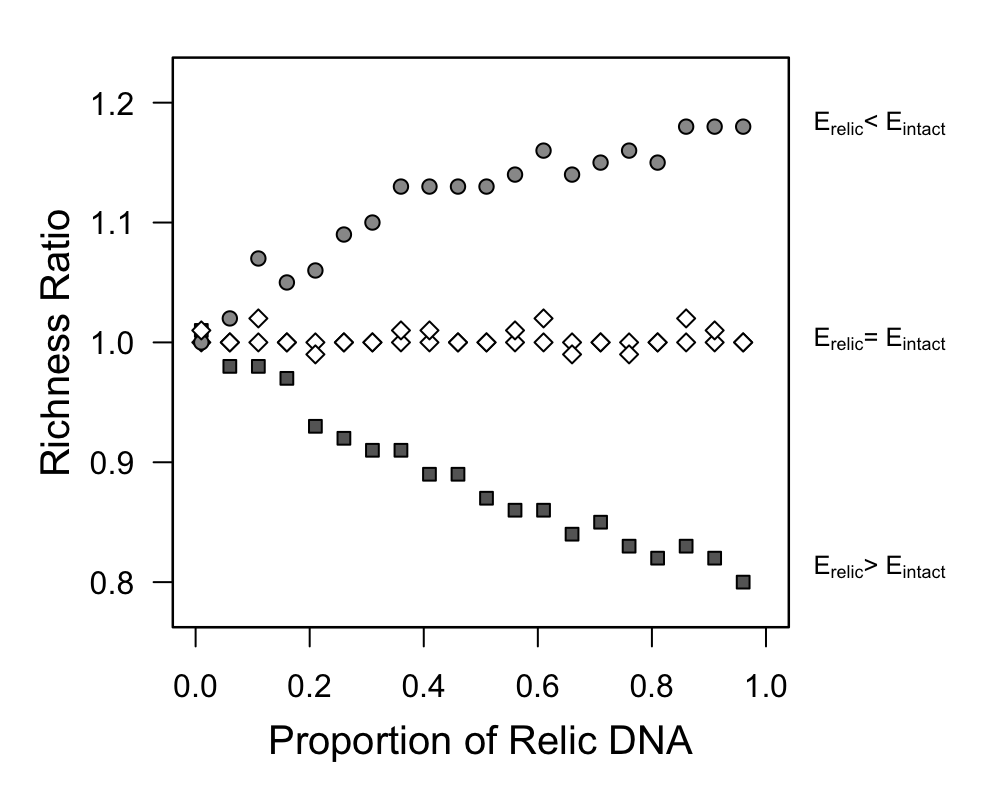 1.2
1.1
1.0
0.9
0.8
Richness Ratio
0.0 0.2 0.4 0.6 0.8 1.0
Proportion of Relic DNA
Erelic< Eintact
Erelic= Eintact
Erelic> Eintact